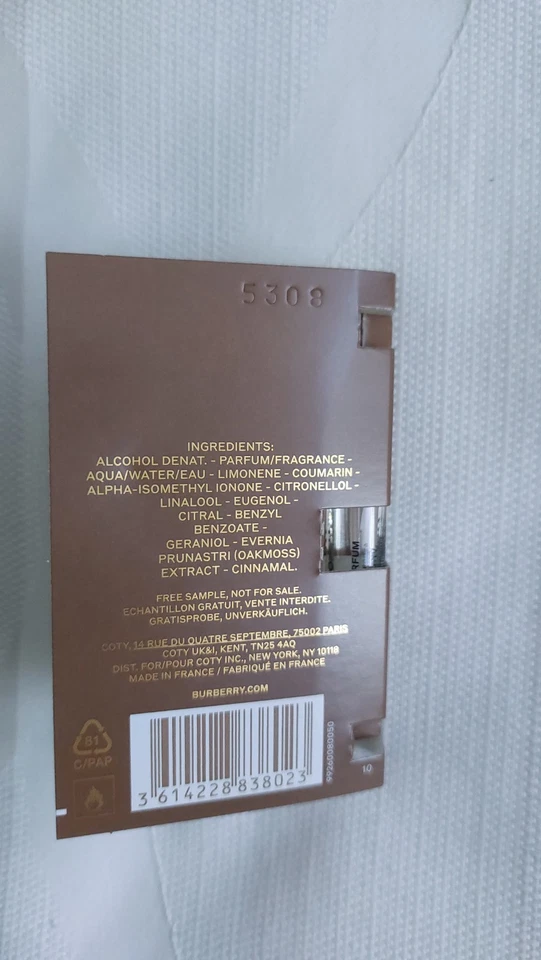 5308
INGREDIENTS:
ALCOHOL DENAT. - PARFUM/FRAGRANCE -
AQUA/WATER/EAU - LIMONENE - COUMARIN -
ALPHA-ISOMETHYL IONONE - CITRONELLOL -
LINALOOL - EUGENOL -
CITRAL - BENZYL
BENZOATE -
GERANIOL - EVERNIA
PRUNASTRI (OAKMOSS)
EXTRACT - CINNAMAL.
RFUM
FREE SAMPLE, NOT FOR SALE.
ECHANTILLON GRATUIT, VENTE INTERDITE.
GRATISPROBE, UNVERKÄUFLICH.
COTY, 14 RUE DU QUATRE SEPTEMBRE, 75002 PARIS
COTY UK&I, KENT, TN25 4AQ
DIST. FOR/POUR COTY INC., NEW YORK, NY 10118
MADE IN FRANCE / FABRIQUÉ EN FRANCE
BURBERRY.COM
81
C/PAP
3 614228 838023
99260080050
10